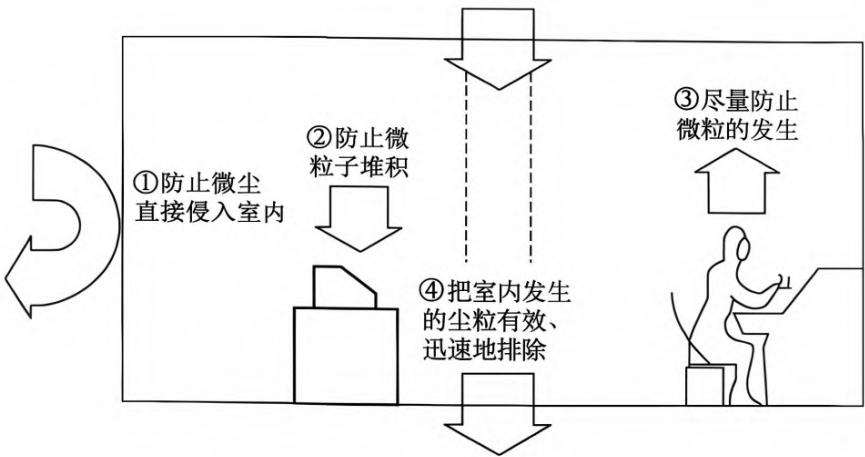 ①防止微尘
直接侵入室内
②防止微
粒子堆积
③尽量防止
微粒的发生
④把室内发生
的尘粒有效、
迅速地排除